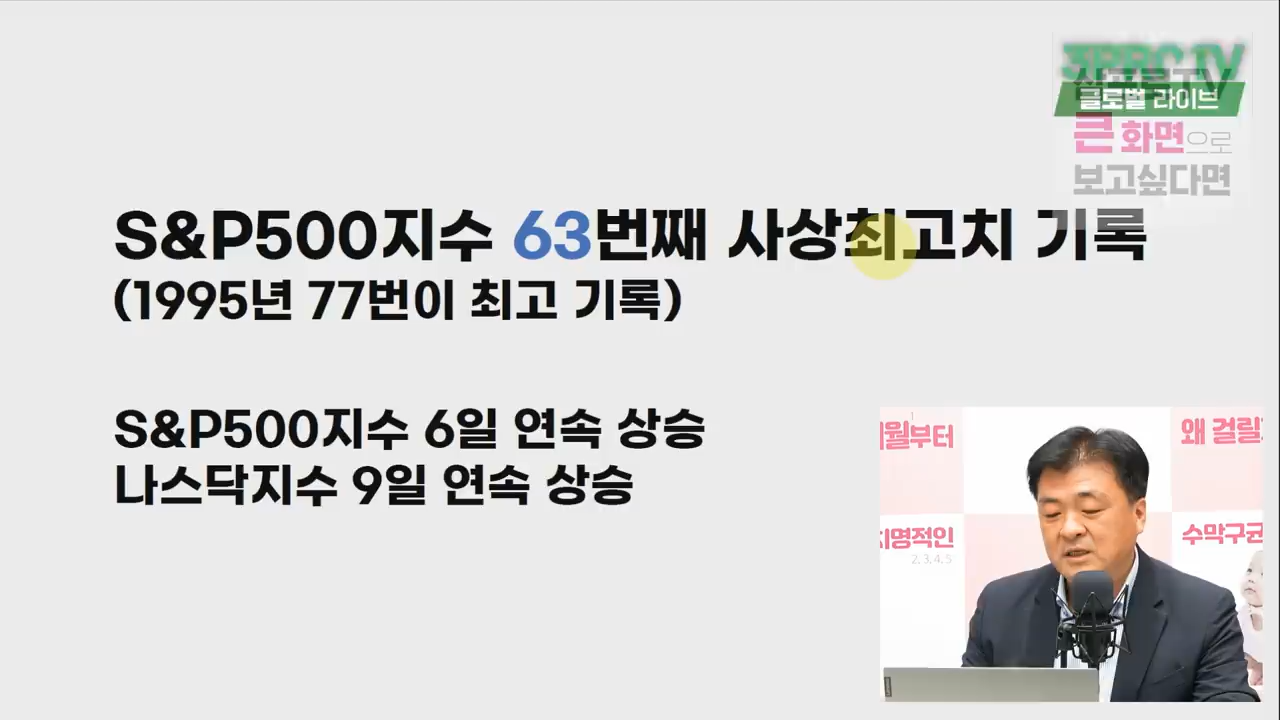 글로벌 라이브
큰 화면으로
보고싶다면
S&P500지수 63번째 사상최고치 기록
(1995년 77번이 최고 기록)
S&P500지수 6일 연속 상승
나스닥지수 9일 연속 상승
월부터
왜 걸릴
치명적인
2, 3, 4, 5
수막구균